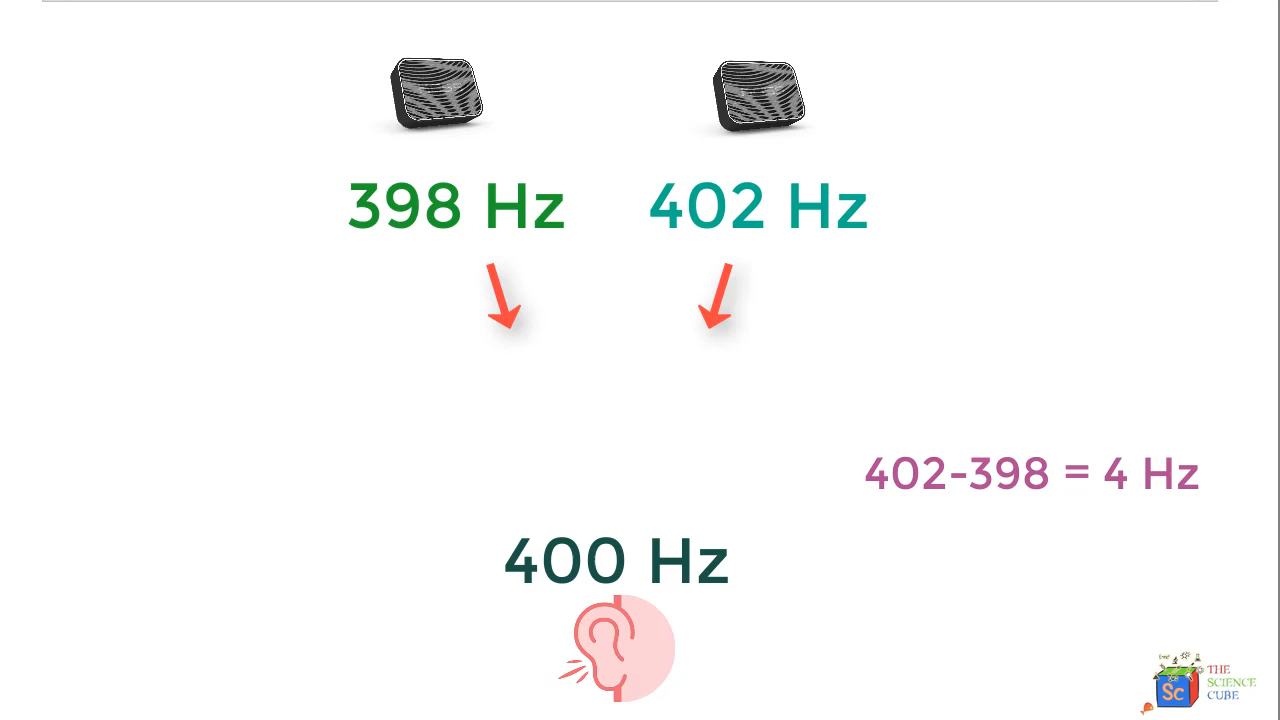 398 Hz
402 Hz
402-398 = 4 Hz
400 Hz
Sc
THE
SCIENCE
CUBE